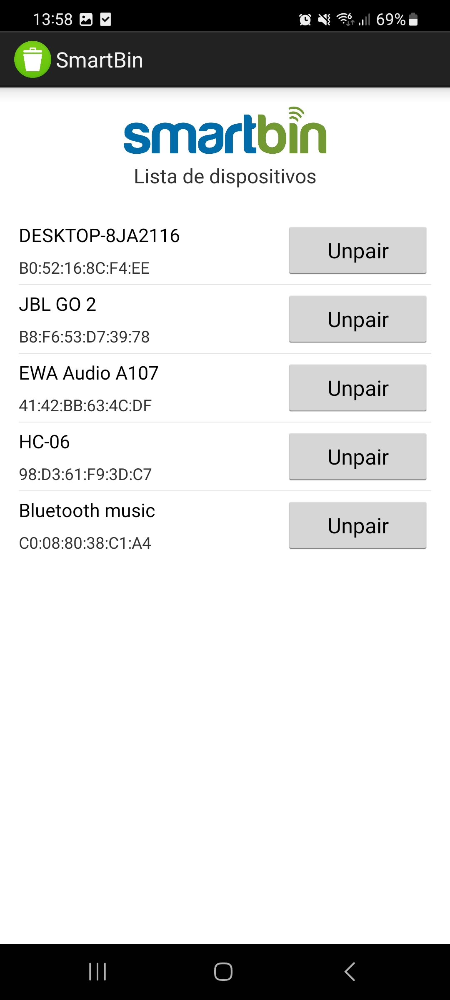 13:58
69%
SmartBin
smartbin
Lista de dispositivos
DESKTOP-8JA2116
Unpair
B0:52:16:8C:F4:EE
JBL GO 2
Unpair
B8:F6:53:D7:39:78
EWA Audio A107
Unpair
41:42:BB:63:4C:DF
HC-06
Unpair
98:D3:61:F9:3D:C7
Bluetooth music
Unpair
C0:08:80:38:C1:A4